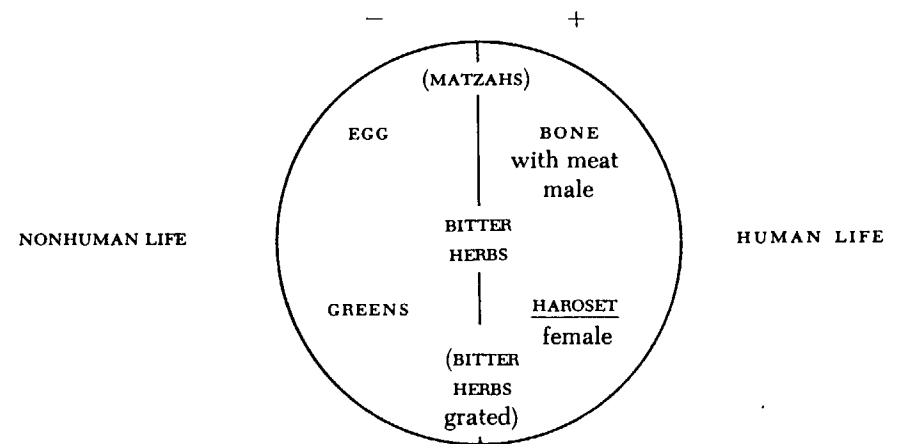 − +
(MATZAHS)
EGG
BONE
with meat
male
NONHUMAN LIFE
BITTER
HERBS
HUMAN LIFE
GREENS
HAROSET
female
(BITTER
HERBS
grated)